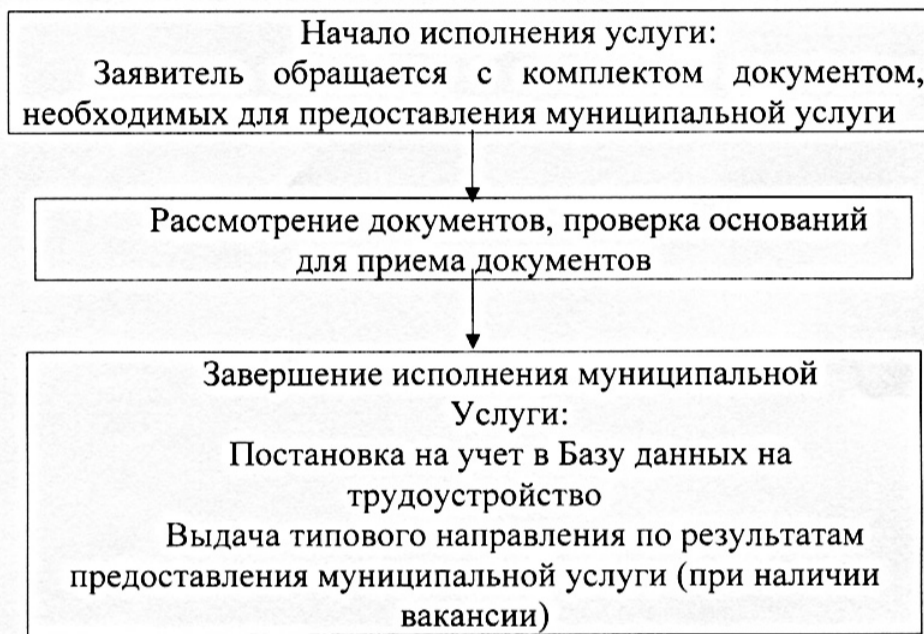 Начало исполнения услуги:
Заявитель обращается с комплектом документом,
необходимых для предоставления муниципальной услуги
Рассмотрение документов, проверка оснований
для приема документов
Завершение исполнения муниципальной
Услуги:
Постановка на учет в Базу данных на
трудоустройство
Выдача типового направления по результатам
предоставления муниципальной услуги (при наличии
вакансии)